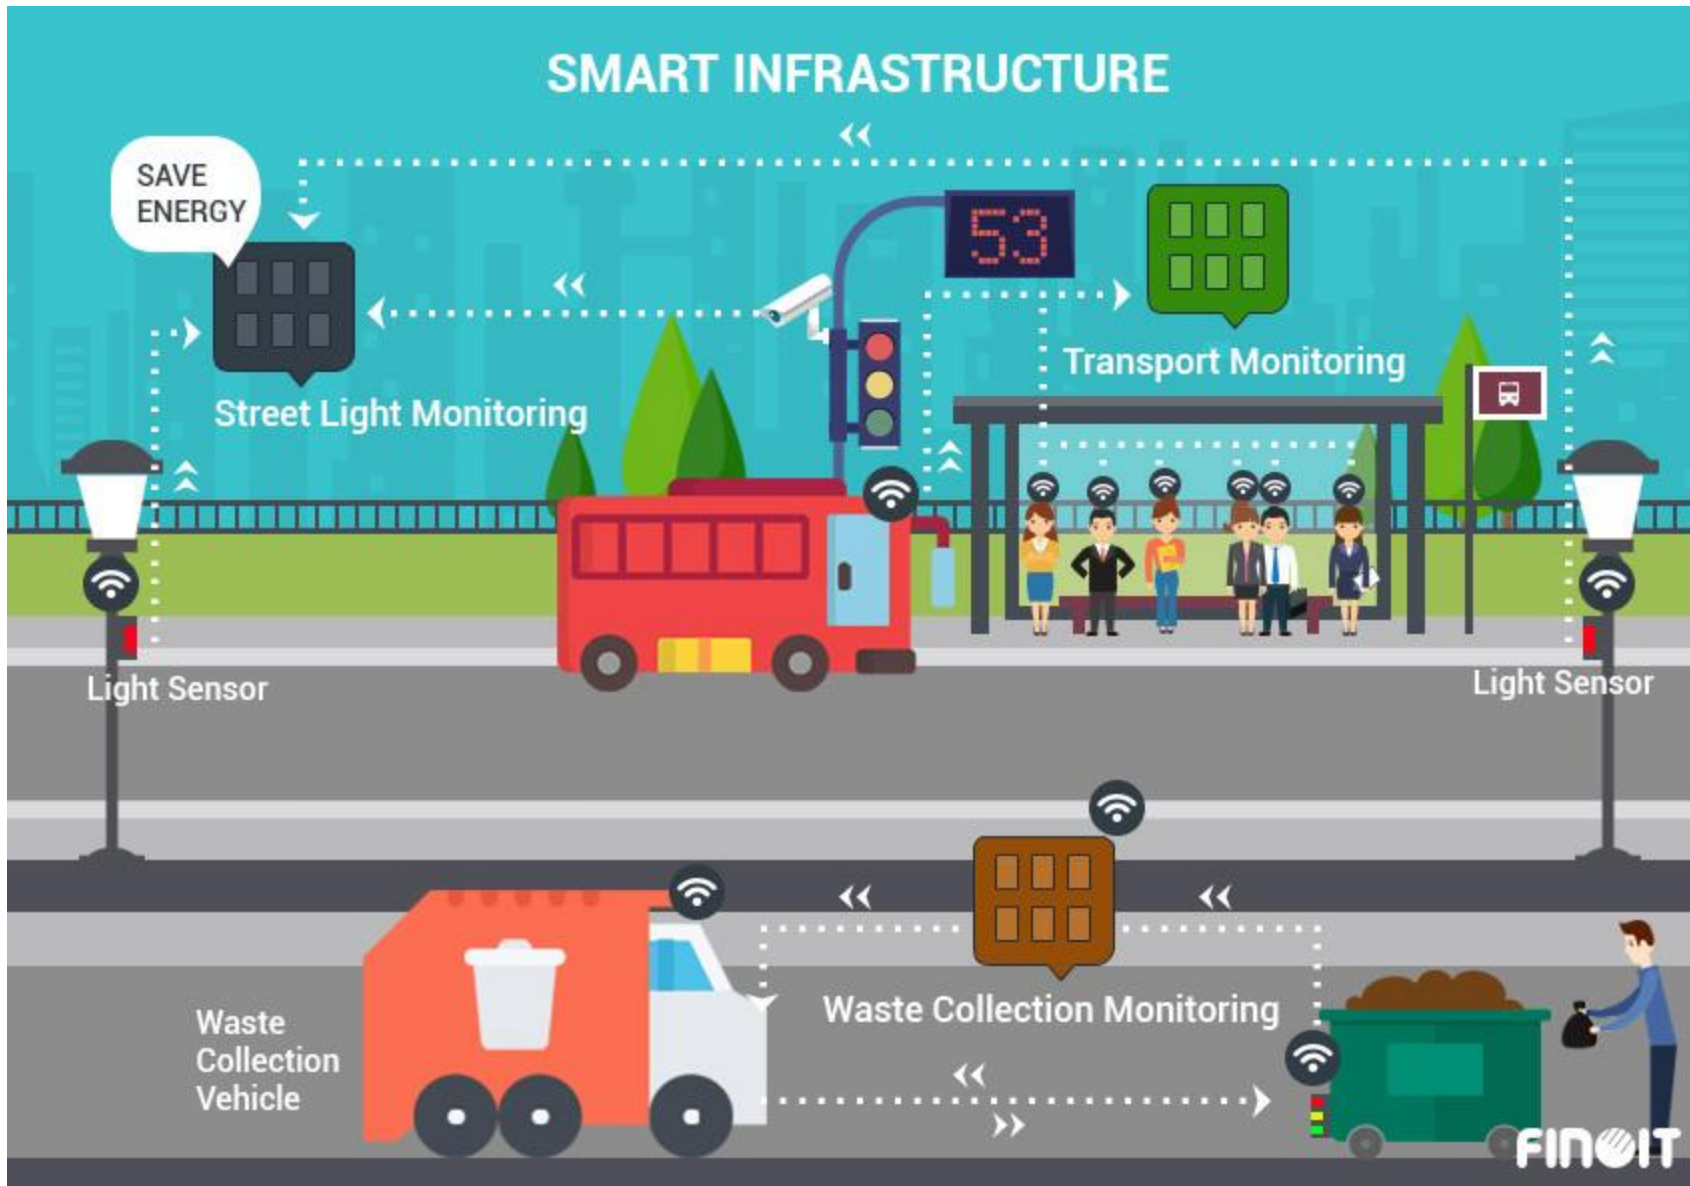 SMART INFRASTRUCTURE
SAVE
ENERGY
53
Transport Monitoring
Street Light Monitoring
Light Sensor
Light Sensor
Waste Collection Monitoring
Waste
Collection
Vehicle
FINOIT